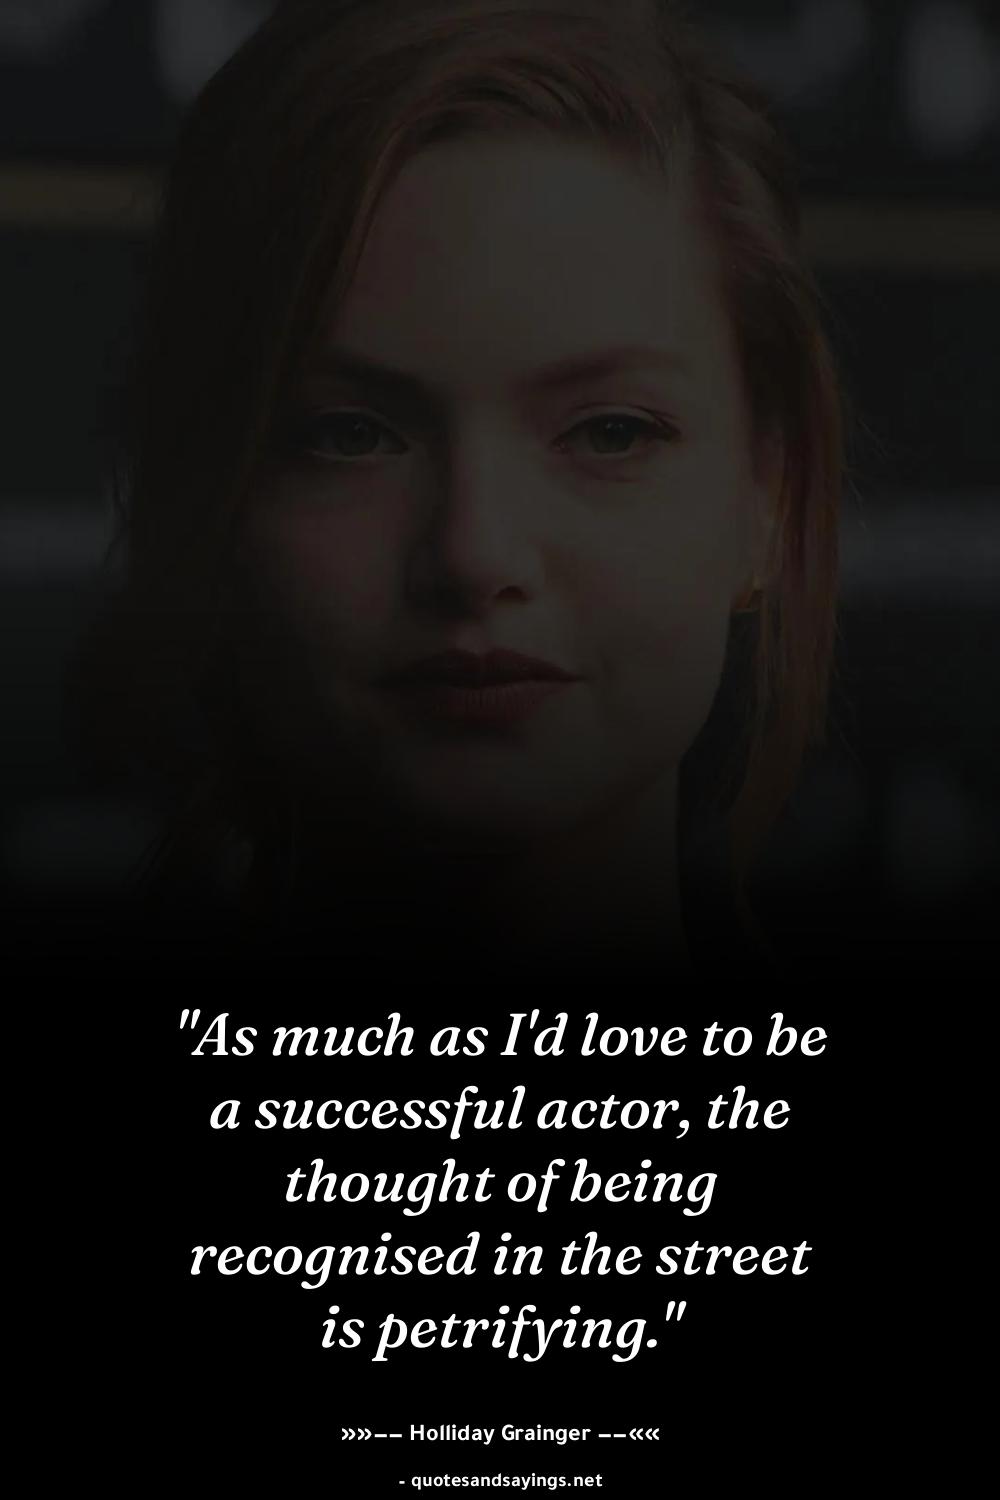 "As much as I'd love to be
a successful actor, the
thought of being
recognised in the street
is petrifying."
»»–– Holliday Grainger ––««
- quotesandsayings.net